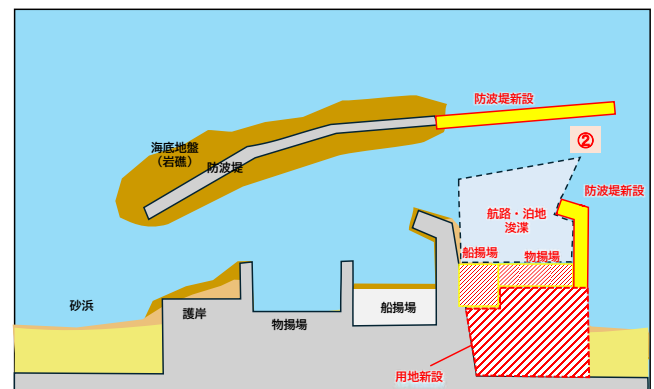 防波堤新設
②
海底地盤
（岩礁）
防波堤
防波堤新設
航路・泊地
浚渫
船揚場
物揚場
砂浜
護岸
船揚場
物揚場
用地新設